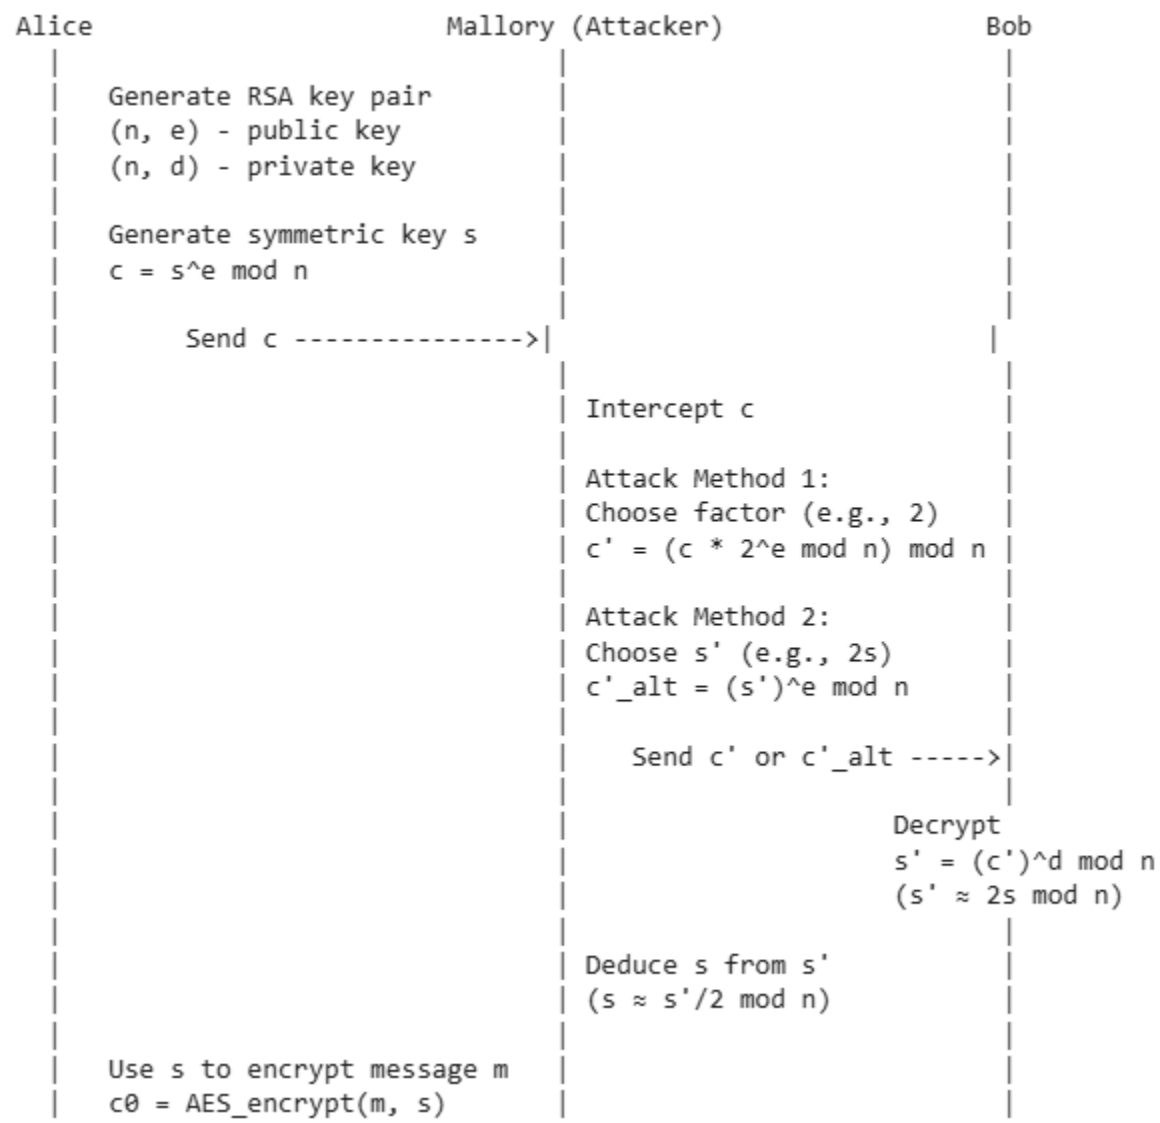 Alice Mallory (Attacker) Bob
Generate RSA key pair
(n, e) - public key
(n, d) - private key
Generate symmetric key s
c = s^e mod n
Send c --------------->|
Intercept c
Attack Method 1:
Choose factor (e.g., 2)
c' = (c * 2^e mod n) mod n
Attack Method 2:
Choose s' (e.g., 2s)
c'_alt = (s')^e mod n
Send c' or c'_alt ----->|
Decrypt
s' = (c')^d mod n
(s' ≈ 2s mod n)
Deduce s from s'
(s ≈ s'/2 mod n)
Use s to encrypt message m
c0 = AES_encrypt(m, s)